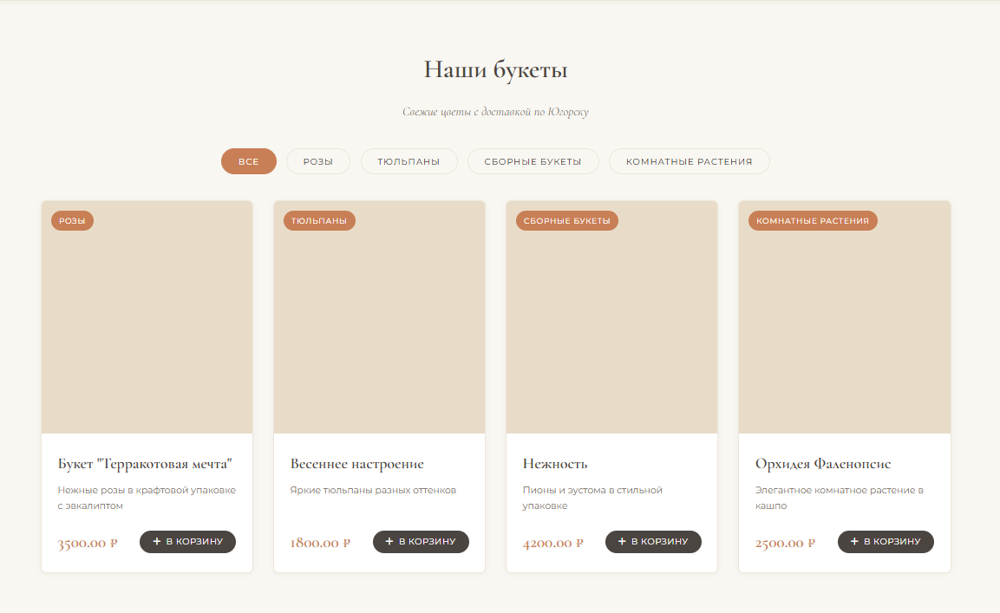 Наши букеты
Свежие цветы с доставкой по Югорску
ВСЕ
РОЗЫ
ТЮЛЬПАНЫ
СБОРНЫЕ БУКЕТЫ
КОМНАТНЫЕ РАСТЕНИЯ
РОЗЫ
Букет "Терракотовая мечта"
Нежные розы в крафтовой упаковке
с эвкалиптом
3500.00 ₽
+ В КОРЗИНУ
ТЮЛЬПАНЫ
Весеннее настроение
Яркие тюльпаны разных оттенков
1800.00 ₽
+ В КОРЗИНУ
СБОРНЫЕ БУКЕТЫ
Нежность
Пионы и эустома в стильной
упаковке
4200.00 ₽
+ В КОРЗИНУ
КОМНАТНЫЕ РАСТЕНИЯ
Орхидея Фаленопсис
Элегантное комнатное растение в
кашпо
2500.00 ₽
+ В КОРЗИНУ